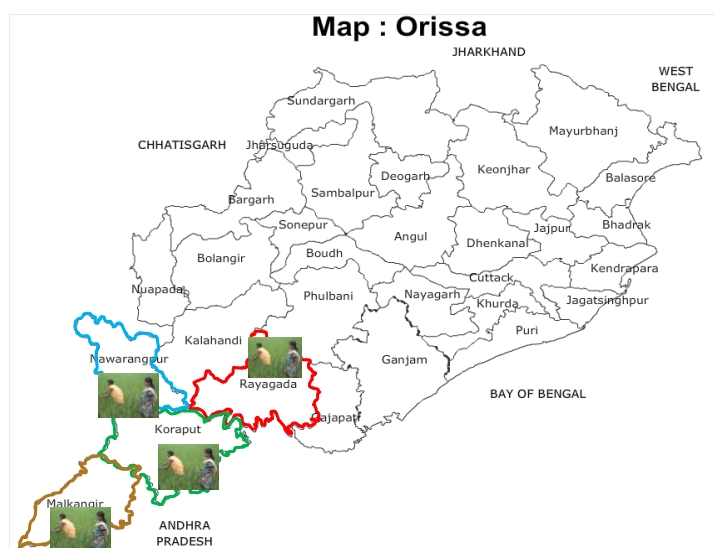 Map : Orissa
JHARKHAND
WEST
BENGAL
Sundargarh
Mayurbhanj
CHHATISGARH
Jharsuguda
Keonjhar
Deogarh
Balasore
Sambalpur
Bargarh
Sonepur
Bhadrak
Jajpur
Angul
Dhenkanal
Boudh
Bolangir
Kendrapara
Cuttack
Nuapada
Phulbani
Nayagarh
Khurda
Jagatsinghpur
Puri
Kalahandi
Nawarangpur
Ganjam
Rayagada
BAY OF BENGAL
Gajapati
Koraput
Malkangir
ANDHRA
PRADESH